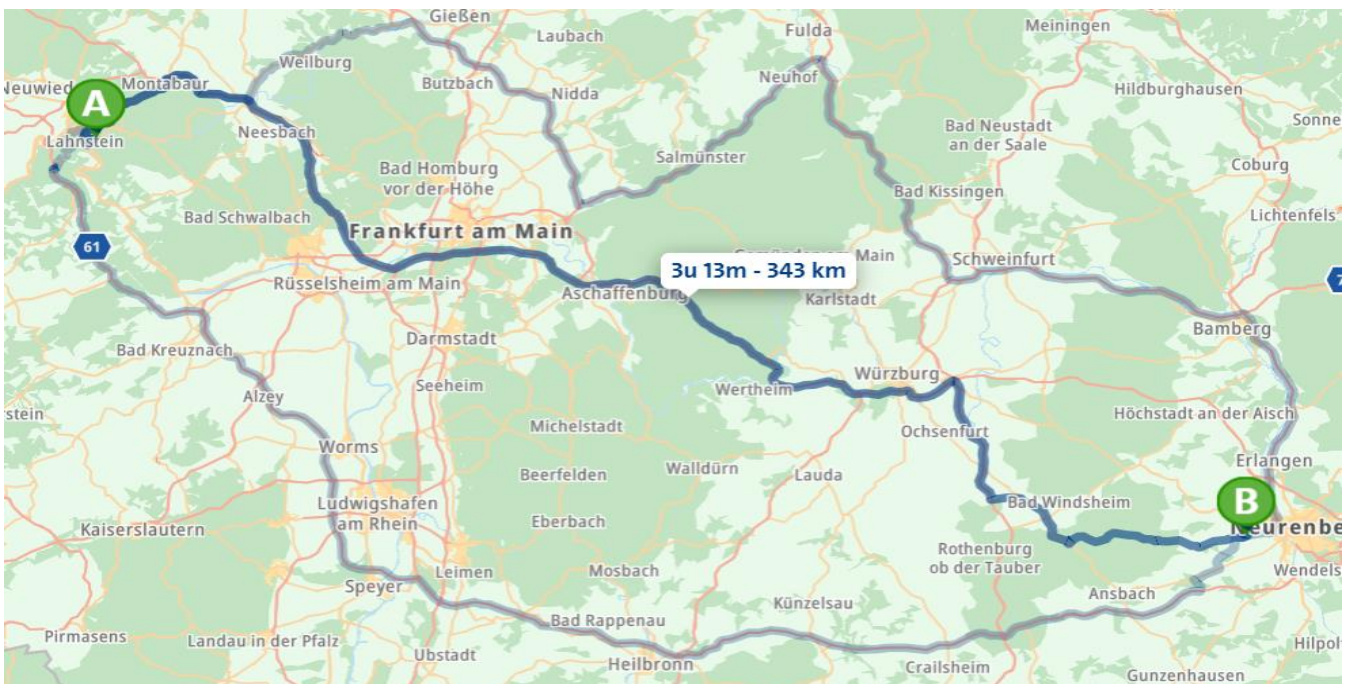 Gießen
Laubach
Fulda
Meiningen
Weilburg
Neuwied
Montabaur
Butzbach
Nidda
Neuhof
Hildburghausen
A
Lahnstein
Neesbach
Bad Neustadt
an der Saale
Sonne
Salmünster
Bad Homburg
vor der Höhe
Coburg
Bad Kissingen
Bad Schwalbach
Lichtenfels
Frankfurt am Main
61
Main
Schweinfurt
3u 13m - 343 km
Rüsselsheim am Main
Aschaffenburg
Karlstadt
7
Darmstadt
Bamberg
Bad Kreuznach
Würzburg
Seeheim
Wertheim
Alzey
stein
Höchstadt an der Aisch
Michelstadt
Ochsenfurt
Worms
Erlangen
Beerfelden
Walldürn
Lauda
Ludwigshafen
am Rhein
Bad Windsheim
B
Kaiserslautern
Eberbach
Neurenbe
Rothenburg
ob der Tauber
Wendels
Leimen
Mosbach
Speyer
Ansbach
Künzelsau
Bad Rappenau
Pirmasens
Landau in der Pfalz
Hilpol
Ubstadt
Heilbronn
Crailsheim
Gunzenhausen